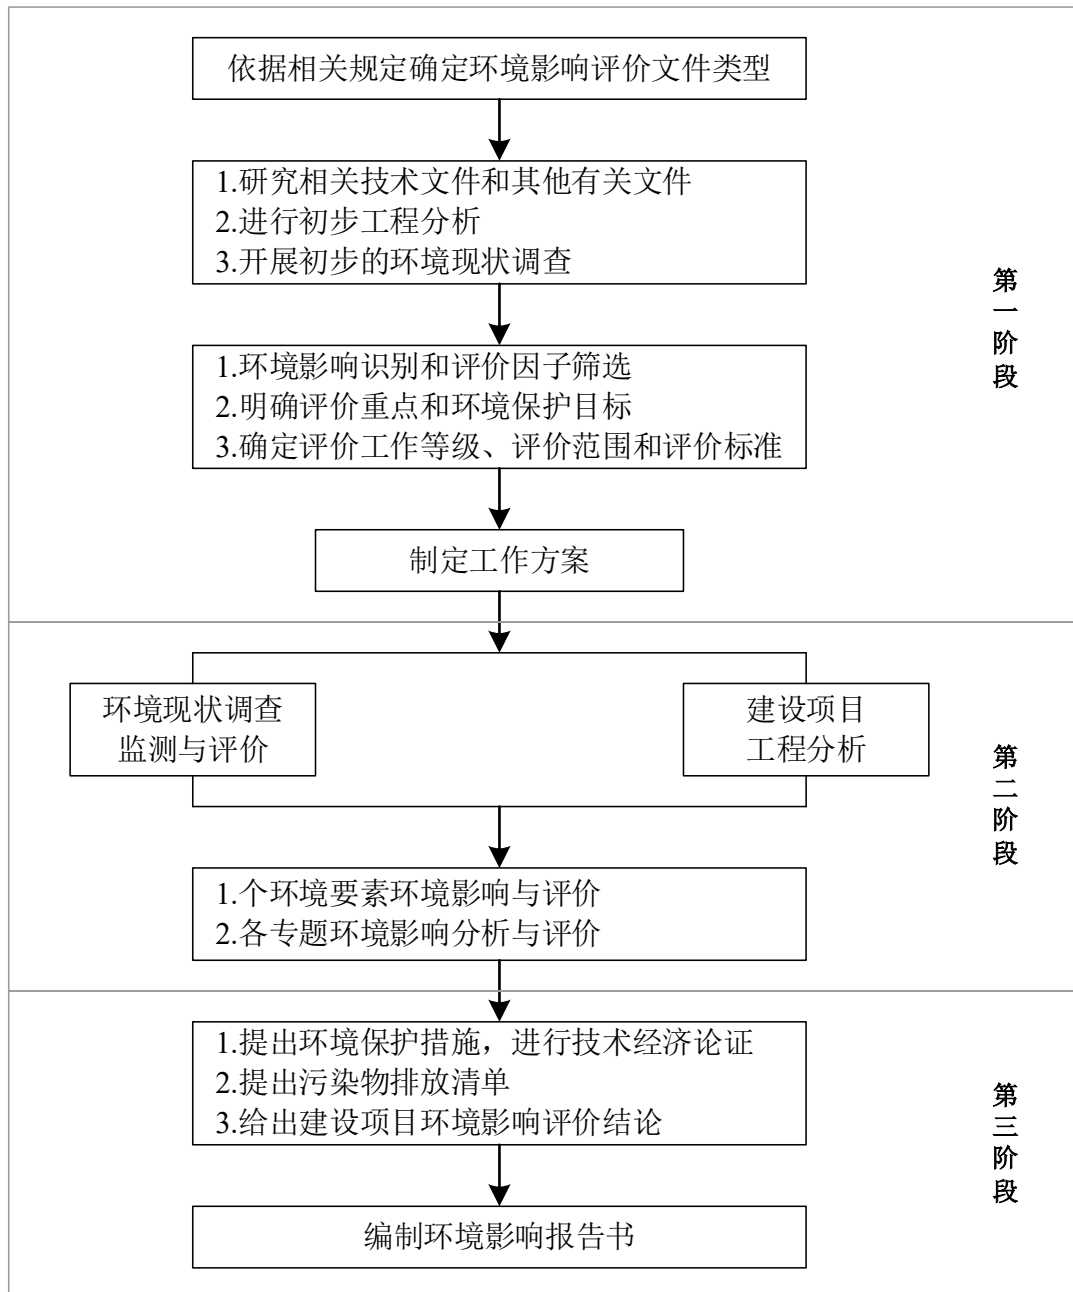 依据相关规定确定环境影响评价文件类型
1.研究相关技术文件和其他有关文件
2.进行初步工程分析
3.开展初步的环境现状调查
1.环境影响识别和评价因子筛选
2.明确评价重点和环境保护目标
3.确定评价工作等级、评价范围和评价标准
制定工作方案
第一阶段
环境现状调查
监测与评价
建设项目
工程分析
1.个环境要素环境影响与评价
2.各专题环境影响分析与评价
第二阶段
1.提出环境保护措施，进行技术经济论证
2.提出污染物排放清单
3.给出建设项目环境影响评价结论
编制环境影响报告书
第三阶段